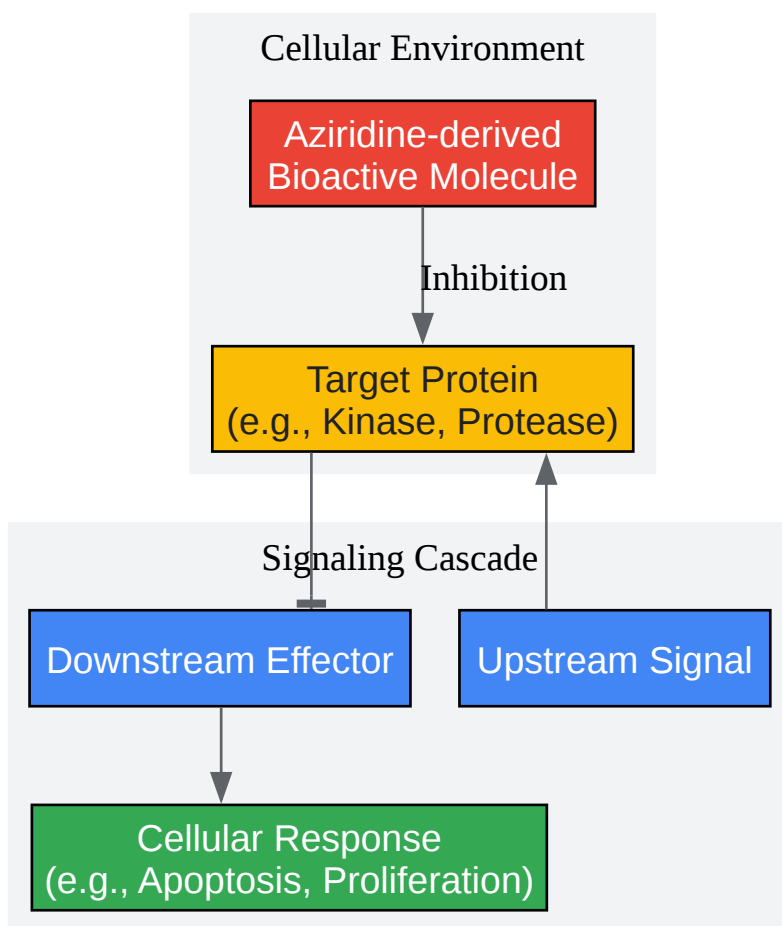 Cellular Environment
Aziridine-derived
Bioactive Molecule
Inhibition
Target Protein
(e.g., Kinase, Protease)
Signaling Cascade
Downstream Effector
Upstream Signal
Cellular Response
(e.g., Apoptosis, Proliferation)